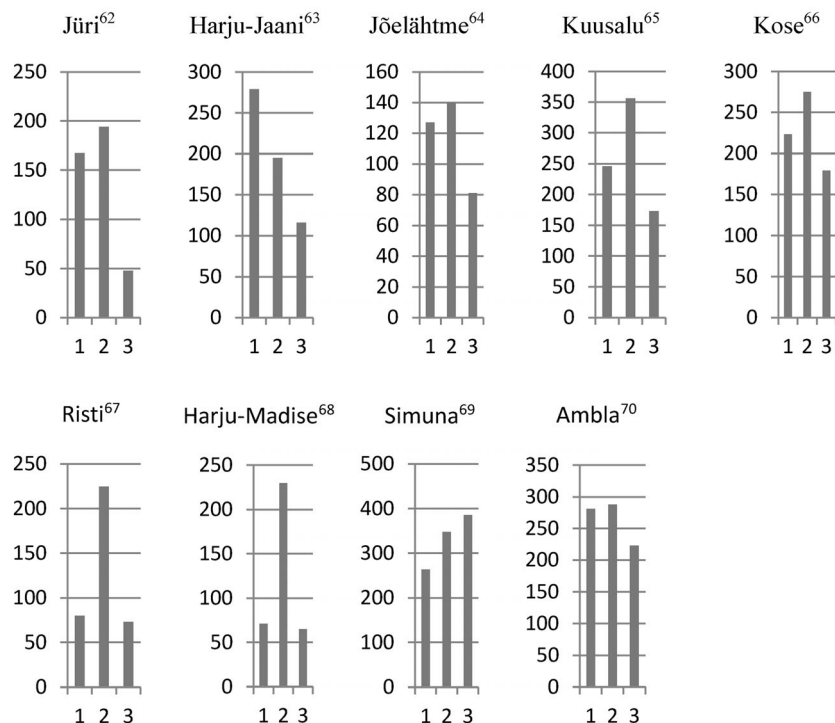 Jüri⁶² Harju-Jaani⁶³ Jõelähtme⁶⁴ Kuusalu⁶⁵ Kose⁶⁶
250 300 160 400 300
200 250 140 350 250
150 200 120 300 200
100 150 100 250 150
50 100 80 200 100
0 50 60 150 50
0 40 100 0
20 50
0 0
1 2 3 1 2 3 1 2 3 1 2 3 1 2 3
Risti⁶⁷ Harju-Madise⁶⁸ Simuna⁶⁹ Ambla⁷⁰
250 250 500 350
200 200 400 300
150 150 300 250
100 100 200 200
50 50 100 150
0 0 0 100
50
0
1 2 3 1 2 3 1 2 3 1 2 3